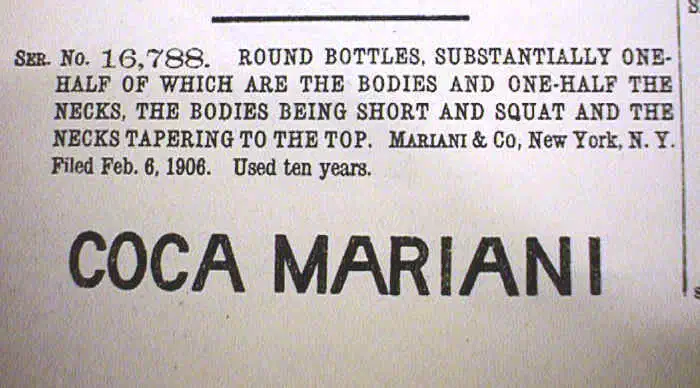 SER. No. 16,788. ROUND BOTTLES, SUBSTANTIALLY ONE-
HALF OF WHICH ARE THE BODIES AND ONE-HALF THE
NECKS, THE BODIES BEING SHORT AND SQUAT AND THE
NECKS TAPERING TO THE TOP. MARIANI & Co, New York, N. Y.
Filed Feb. 6, 1906. Used ten years.
COCA MARIANI